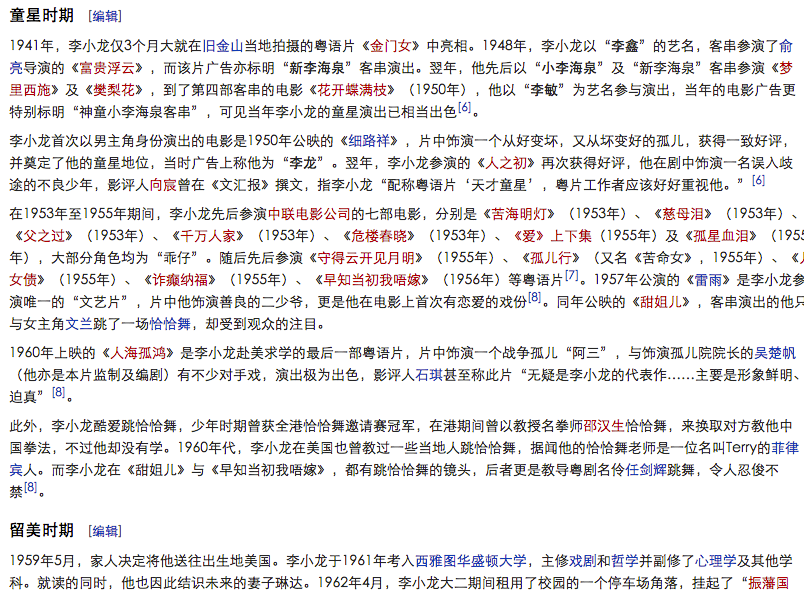 童星时期 [编辑]
1941年，李小龙仅3个月大就在旧金山当地拍摄的粤语片《金门女》中亮相。1948年，李小龙以“李鑫”的艺名，客串参演了俞
亮导演的《富贵浮云》，而该片广告亦标明“新李海泉”客串演出。翌年，他先后以“小李海泉”及“新李海泉”客串参演《梦
里西施》及《樊梨花》，到了第四部客串的电影《花开蝶满枝》（1950年），他以“李敏”为艺名参与演出，当年的电影广告更
特别标明“神童小李海泉客串”，可见当年李小龙的童星演出已相当出色[6]。
李小龙首次以男主角身份演出的电影是1950年公映的《细路祥》，片中饰演一个从好变坏，又从坏变好的孤儿，获得一致好评，
并奠定了他的童星地位，当时广告上称他为“李龙”。翌年，李小龙参演的《人之初》再次获得好评，他在剧中饰演一名误入歧
途的不良少年，影评人向宸曾在《文汇报》撰文，指李小龙“配称粤语片‘天才童星’，粤片工作者应该好好重视他。”[6]
在1953年至1955年期间，李小龙先后参演中联电影公司的七部电影，分别是《苦海明灯》（1953年）、《慈母泪》（1953年）、
《父之过》（1953年）、《千万人家》（1953年）、《危楼春晓》（1953年）、《爱》上下集（1955年）及《孤星血泪》（1955
年），大部分角色均为“乖仔”。随后先后参演《守得云开见月明》（1955年）、《孤儿行》（又名《苦命女》，1955年）、《
女债》（1955年）、《诈癫纳福》（1955年）、《早知当初我唔嫁》（1956年）等粤语片[7]。1957年公演的《雷雨》是李小龙参
演唯一的“文艺片”，片中他饰演善良的二少爷，更是他在电影上首次有恋爱的戏份[8]。同年公映的《甜姐儿》，客串演出的他只
与女主角文兰跳了一场恰恰舞，却受到观众的注目。
1960年上映的《人海孤鸿》是李小龙赴美求学的最后一部粤语片，片中饰演一个战争孤儿“阿三”，与饰演孤儿院院长的吴楚帆
（他亦是本片监制及编剧）有不少对手戏，演出极为出色，影评人石琪甚至称此片“无疑是李小龙的代表作……主要是形象鲜明、
迫真”[8]。
此外，李小龙酷爱跳恰恰舞，少年时期曾获全港恰恰舞邀请赛冠军，在港期间曾以教授名拳师邵汉生恰恰舞，来换取对方教他中
国拳法，不过他却没有学。1960年代，李小龙在美国也曾教过一些当地人跳恰恰舞，据闻他的恰恰舞老师是一位名叫Terry的菲律
宾人。而李小龙在《甜姐儿》与《早知当初我唔嫁》，都有跳恰恰舞的镜头，后者更是教导粤剧名伶任剑辉跳舞，令人忍俊不
禁[8]。
留美时期 [编辑]
1959年5月，家人决定将他送往出生地美国。李小龙于1961年考入西雅图华盛顿大学，主修戏剧和哲学并副修了心理学及其他学
科。就读的同时，他也因此结识未来的妻子琳达。1962年4月，李小龙大二期间租用了校园的一个停车场角落，挂起了“振藩国